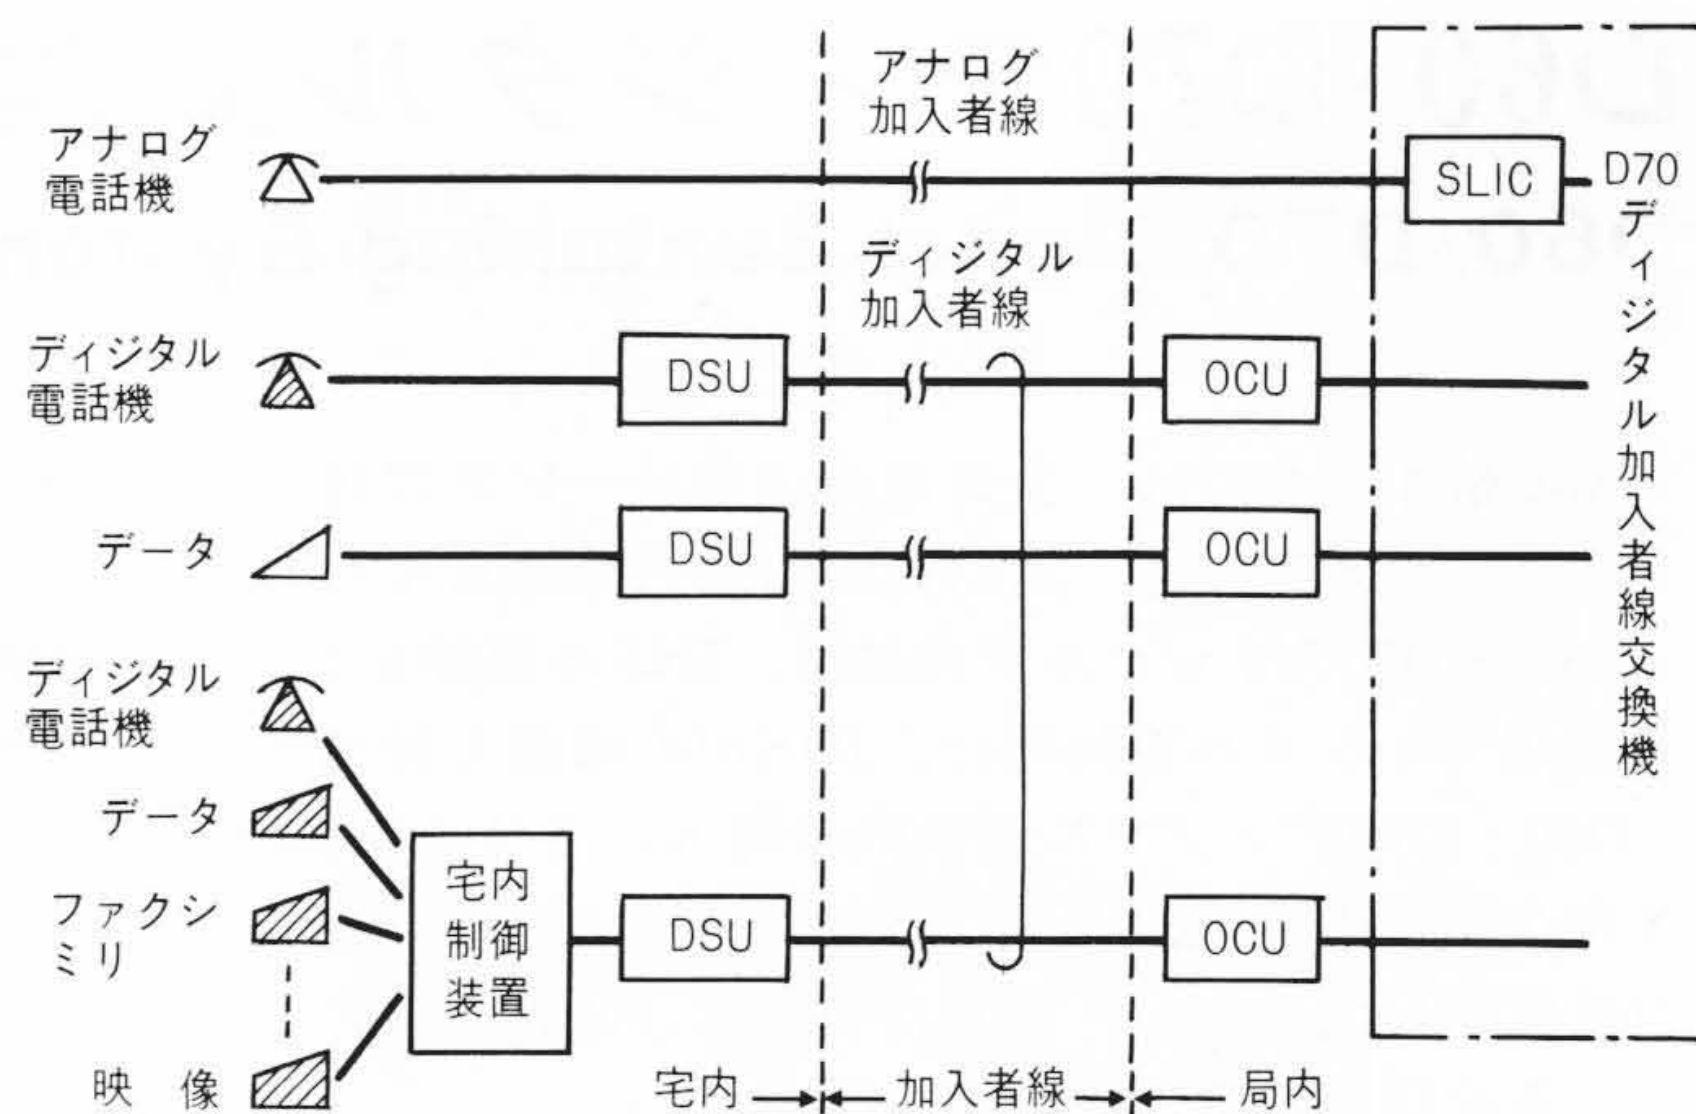 アナログ
加入者線
アナログ
電話機
SLIC
D70
ディジタル加入者線交換機
ディジタル
加入者線
ディジタル
電話機
DSU
OCU
データ
DSU
OCU
ディジタル
電話機
データ
ファクシ
ミリ
宅内
制御
装置
DSU
OCU
映 像
宅内
加入者線
局内